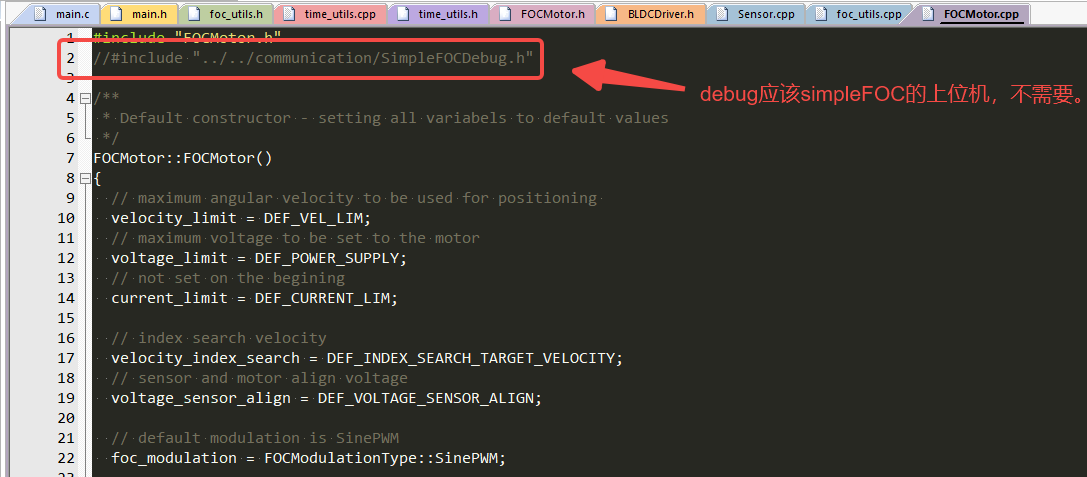 main.c main.h foc_utils.h time_utils.cpp time_utils.h FOCMotor.h BLDCDriver.h Sensor.cpp foc_utils.cpp FOCMotor.cpp
1 #include "FOCMotor.h"
2 //#include "../../communication/SimpleFOCDebug.h"
3
debug应该simpleFOC的上位机，不需要。
4 /**
5 * Default constructor - setting all variabels to default values
6 */
7 FOCMotor::FOCMotor()
8 {
9 // maximum angular velocity to be used for positioning
10 velocity_limit = DEF_VEL_LIM;
11 // maximum voltage to be set to the motor
12 voltage_limit = DEF_POWER_SUPPLY;
13 // not set on the begining
14 current_limit = DEF_CURRENT_LIM;
15
16 // index search velocity
17 velocity_index_search = DEF_INDEX_SEARCH_TARGET_VELOCITY;
18 // sensor and motor align voltage
19 voltage_sensor_align = DEF_VOLTAGE_SENSOR_ALIGN;
20
21 // default modulation is SinePWM
22 foc_modulation = FOCModulationType::SinePWM;